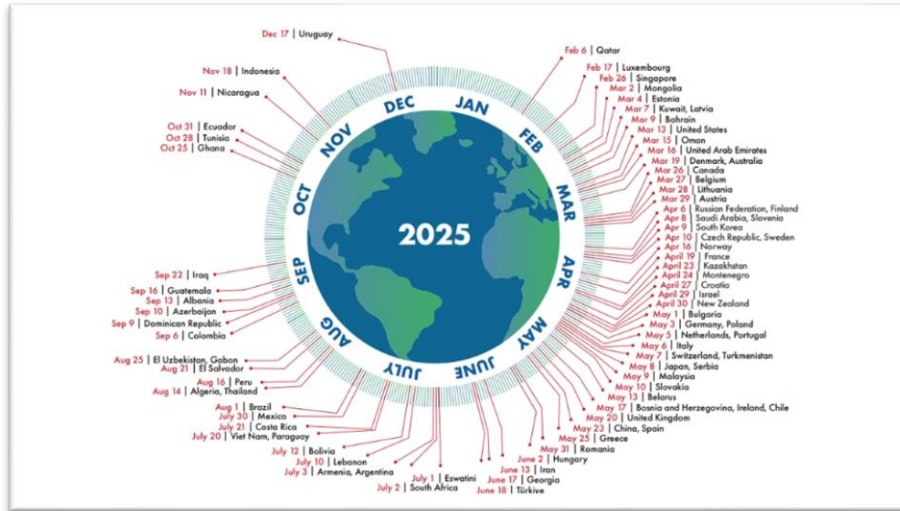 Dec 17 | Uruguay
Nov 18 | Indonesia
Nov 11 | Nicaragua
Oct 31 | Ecuador
Oct 28 | Tunisia
Oct 25 | Ghana
Sep 22 | Iraq
Sep 16 | Guatemala
Sep 13 | Albania
Sep 10 | Azerbaijan
Sep 9 | Dominican Republic
Sep 6 | Colombia
Aug 25 | El Uzbekistan, Gabon
Aug 21 | El Salvador
Aug 16 | Peru
Aug 14 | Algeria, Thailand
Aug 1 | Brazil
July 30 | Mexico
July 21 | Costa Rica
July 20 | Viet Nam, Paraguay
July 12 | Bolivia
July 10 | Lebanon
July 3 | Armenia, Argentina
July 1 | Eswatini
July 2 | South Africa
JAN
FEB
MAR
APR
MAY
JUNE
JULY
AUG
SEP
OCT
NOV
DEC
2025
Feb 6 | Qatar
Feb 17 | Luxembourg
Feb 26 | Singapore
Mar 2 | Mongolia
Mar 4 | Estonia
Mar 7 | Kuwait, Latvia
Mar 9 | Bahrain
Mar 13 | United States
Mar 15 | Oman
Mar 16 | United Arab Emirates
Mar 19 | Denmark, Australia
Mar 26 | Canada
Mar 27 | Belgium
Mar 28 | Lithuania
Mar 29 | Austria
Apr 6 | Russian Federation, Finland
Apr 8 | Saudi Arabia, Slovenia
Apr 9 | South Korea
Apr 10 | Czech Republic, Sweden
Apr 16 | Norway
April 19 | France
April 23 | Kazakhstan
April 24 | Montenegro
April 27 | Croatia
April 29 | Israel
April 30 | New Zealand
May 1 | Bulgaria
May 3 | Germany, Poland
May 5 | Netherlands, Portugal
May 6 | Italy
May 7 | Switzerland, Turkmenistan
May 8 | Japan, Serbia
May 9 | Malaysia
May 10 | Slovakia
May 13 | Belarus
May 17 | Bosnia and Herzegovina, Ireland, Chile
May 20 | United Kingdom
May 23 | China, Spain
May 25 | Greece
May 31 | Romania
June 2 | Hungary
June 13 | Iran
June 17 | Georgia
June 18 | Türkiye